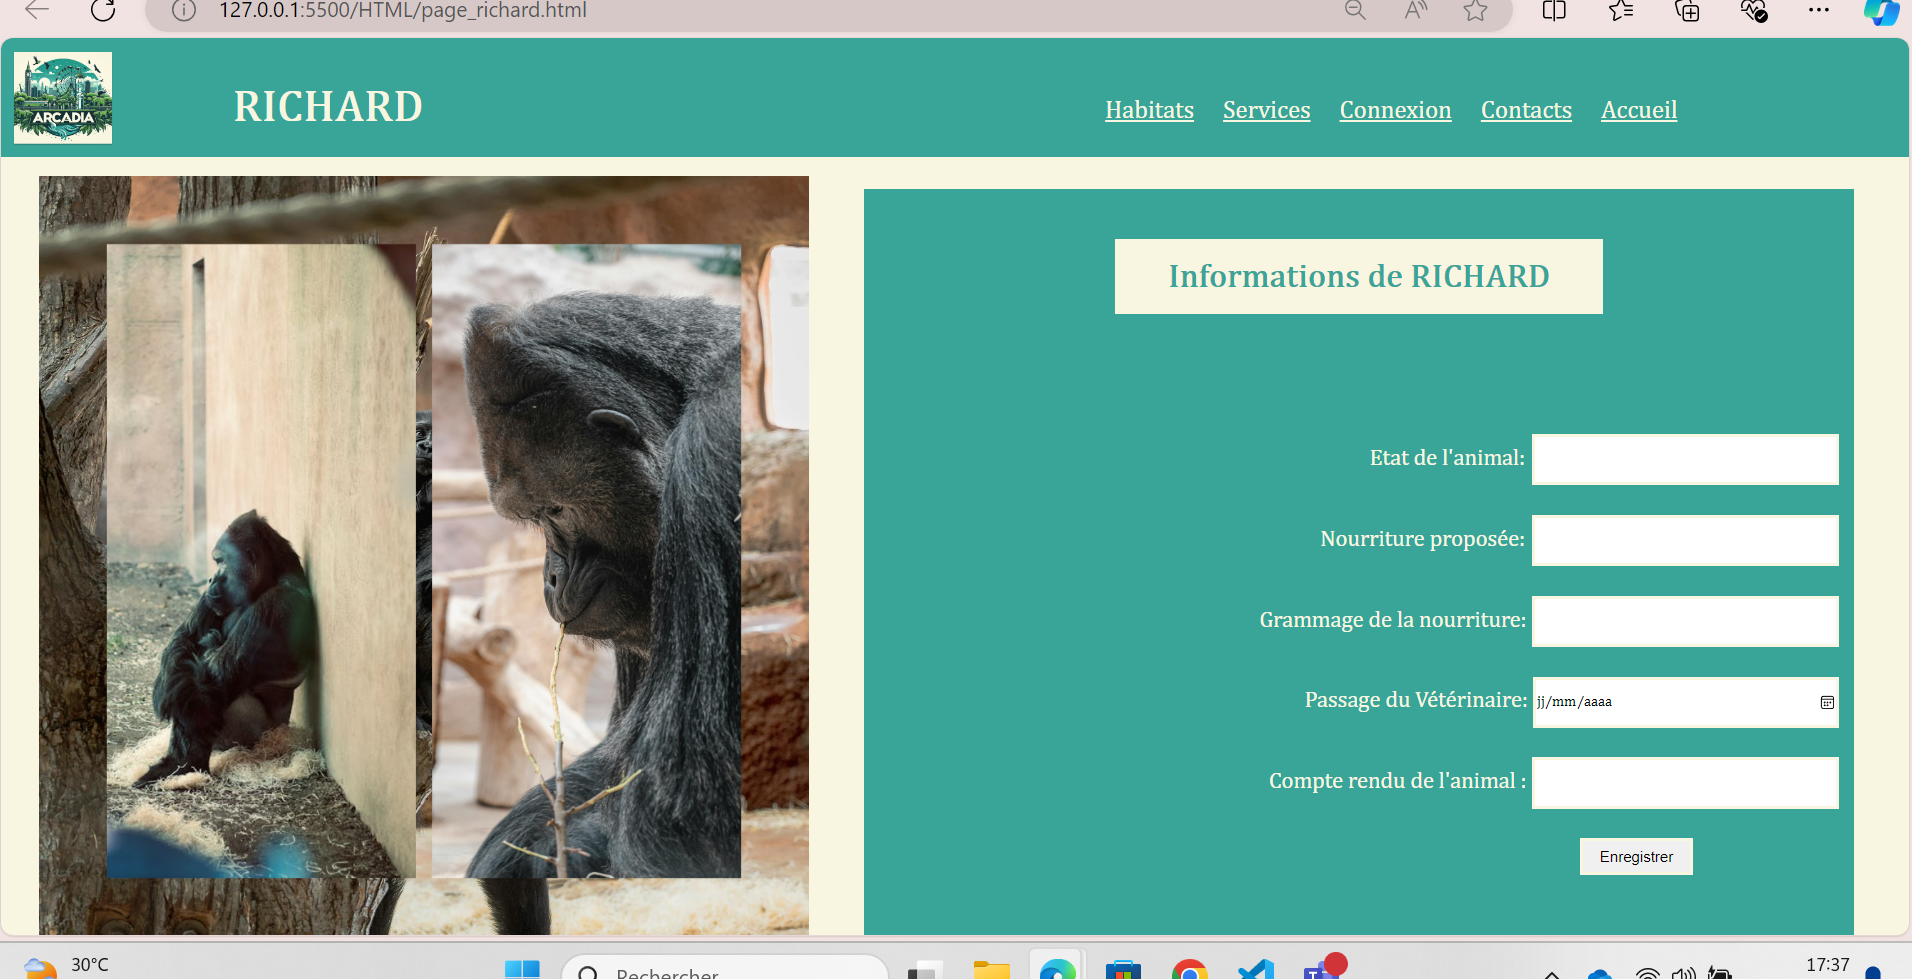 127.0.0.1:5500/HTML/page_richard.html
ARCADIA
RICHARD
Habitats Services Connexion Contacts Accueil
Informations de RICHARD
Etat de l'animal:
Nourriture proposée:
Grammage de la nourriture:
Passage du Vétérinaire: jj/mm/aaaa
Compte rendu de l'animal :
Enregistrer
30°C
Rechercher
17:37